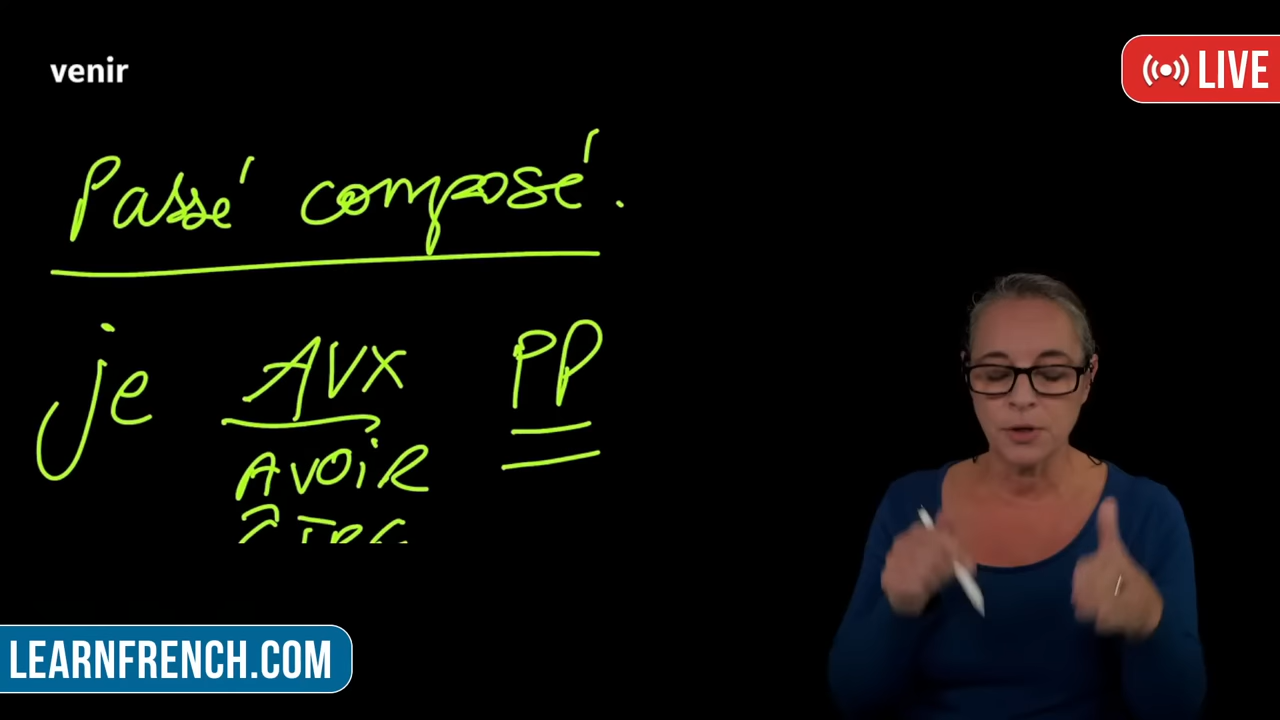 venir
LIVE
Passé composé.
je AVX PP
AVOIR
LEARNFRENCH.COM